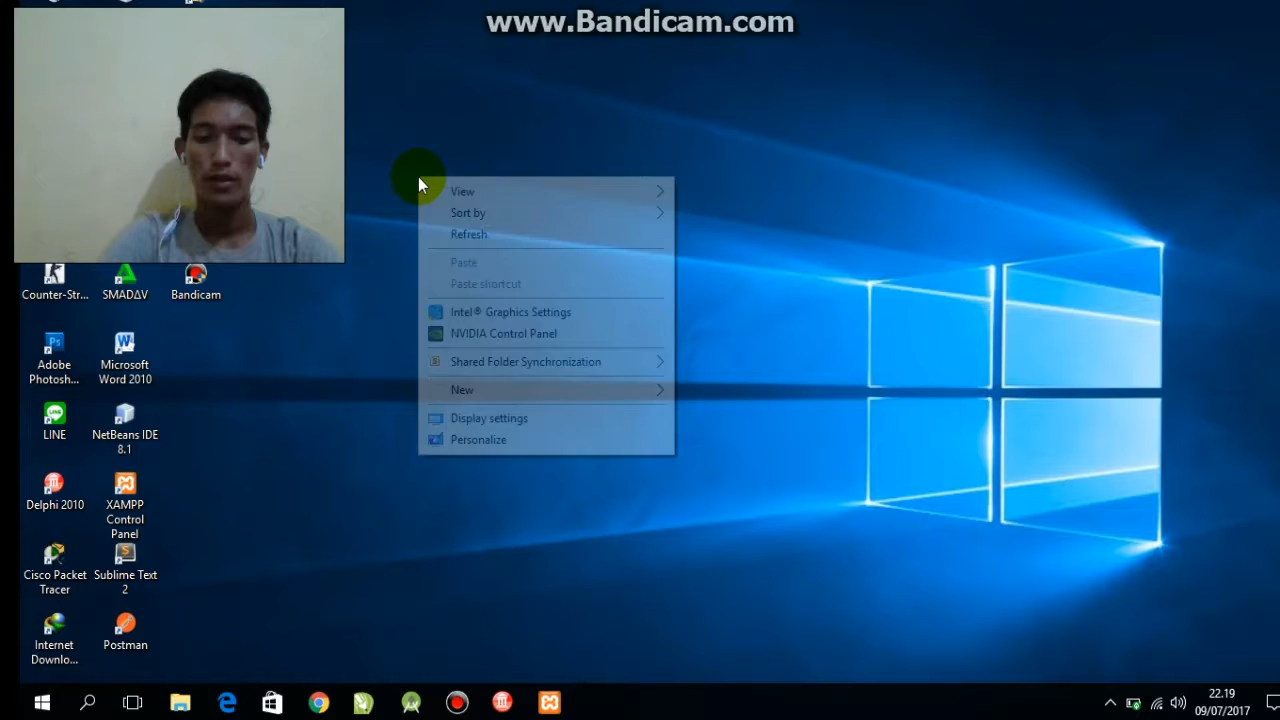 www.Bandicam.com
View
Sort by
Refresh
Paste
Paste shortcut
Intel® Graphics Settings
NVIDIA Control Panel
Shared Folder Synchronization
New
Display settings
Personalize
Counter-Str...
SMADΔV
Bandicam
Adobe
Photosh...
Microsoft
Word 2010
LINE
NetBeans IDE
8.1
Delphi 2010
XAMPP
Control
Panel
Cisco Packet
Tracer
Sublime Text
2
Internet
Downlo...
Postman
22.19
09/07/2017